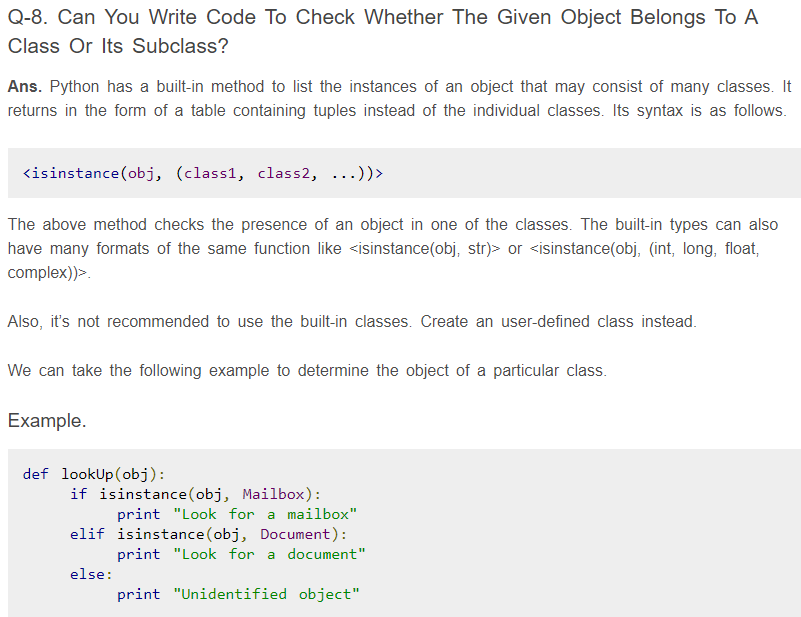 Q-8. Can You Write Code To Check Whether The Given Object Belongs To A
Class Or Its Subclass?
Ans. Python has a built-in method to list the instances of an object that may consist of many classes. It
returns in the form of a table containing tuples instead of the individual classes. Its syntax is as follows.
<isinstance(obj, (class1, class2, ...))>
The above method checks the presence of an object in one of the classes. The built-in types can also
have many formats of the same function like <isinstance(obj, str)> or <isinstance(obj, (int, long, float,
complex))>.
Also, it’s not recommended to use the built-in classes. Create an user-defined class instead.
We can take the following example to determine the object of a particular class.
Example.
def lookUp(obj):
     if isinstance(obj, Mailbox):
          print "Look for a mailbox"
     elif isinstance(obj, Document):
          print "Look for a document"
     else:
          print "Unidentified object"